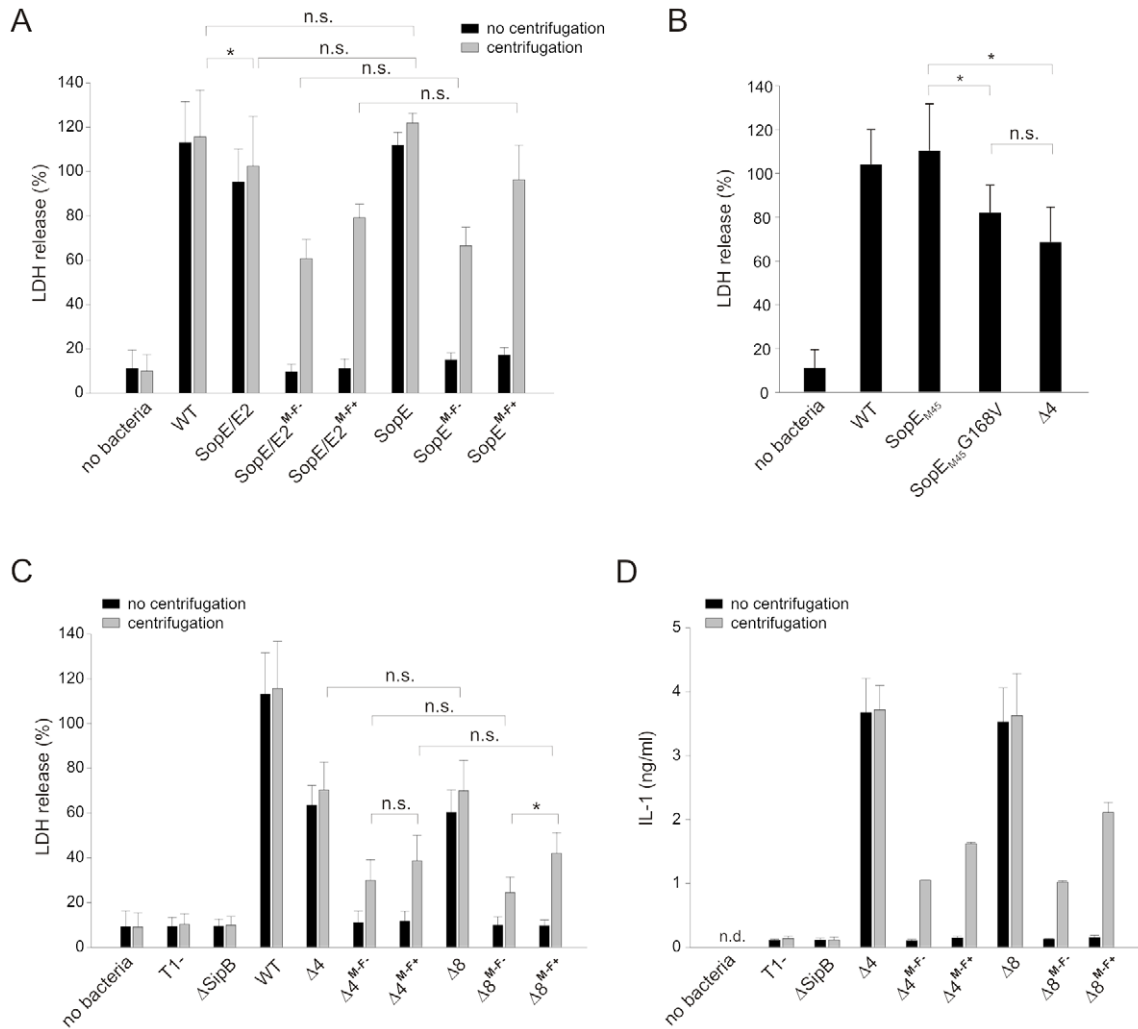 A
n.s.
no centrifugation
centrifugation
*
n.s.
n.s.
n.s.
LDH release (%)
140
120
100
80
60
40
20
0
no bacteria
WT
SopE/E2
SopE/E2M-F-
SopE/E2M-F+
SopE
SopEM-F-
SopEM-F+
B
*
*
n.s.
LDH release (%)
140
120
100
80
60
40
20
0
no bacteria
WT
SopEM45
SopEM45G168V
Δ4
C
no centrifugation
centrifugation
n.s.
n.s.
n.s.
n.s.
*
LDH release (%)
140
120
100
80
60
40
20
0
no bacteria
T1-
ΔSipB
WT
Δ4
Δ4M-F-
Δ4M-F+
Δ8
Δ8M-F-
Δ8M-F+
D
no centrifugation
centrifugation
IL-1 (ng/ml)
5
4
3
2
1
0
n.d.
no bacteria
T1-
ΔSipB
Δ4
Δ4M-F-
Δ4M-F+
Δ8
Δ8M-F-
Δ8M-F+